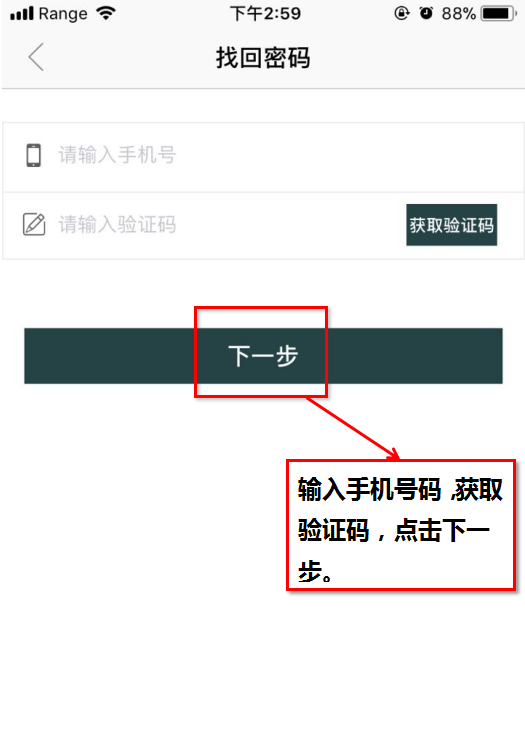 Range 下午2:59 88%
找回密码
请输入手机号
请输入验证码 获取验证码
下一步
输入手机号码,获取
验证码，点击下一
步。